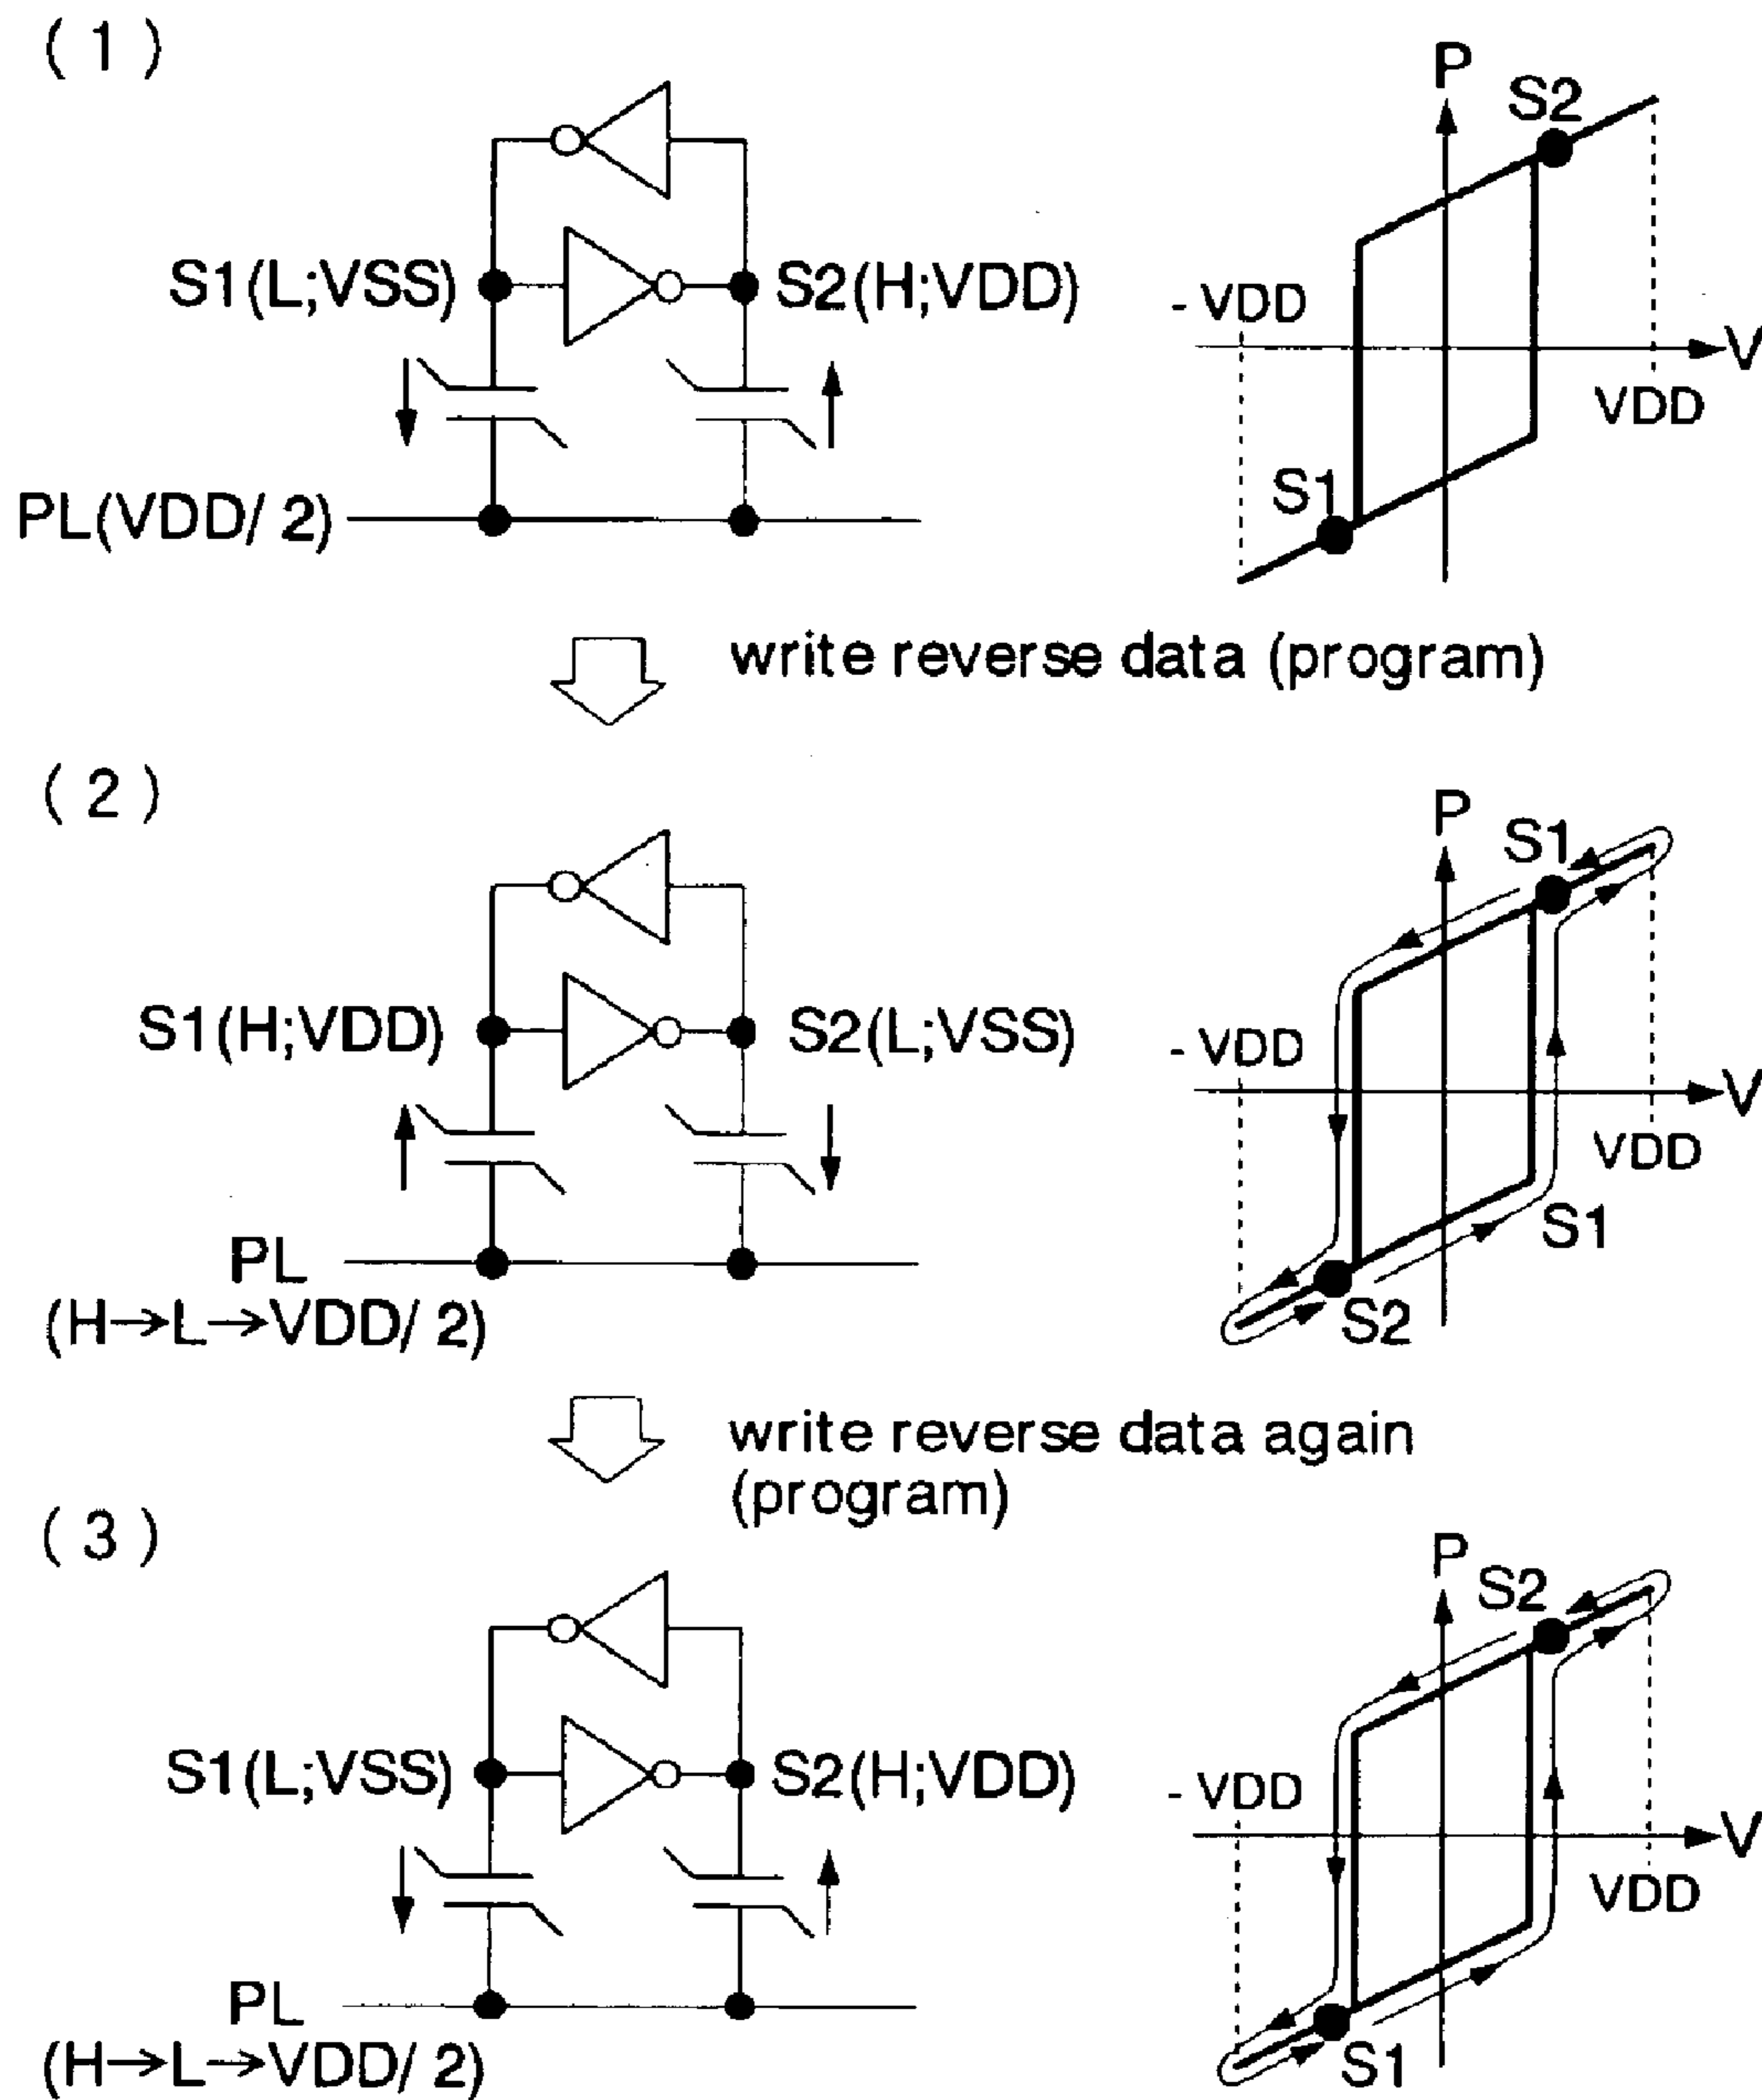 ( 1 )
P
S2
S1(L;VSS)
S2(H;VDD)
- VDD
V
VDD
S1
PL(VDD/ 2)
write reverse data (program)
( 2 )
P
S1
S1(H;VDD)
S2(L;VSS)
- VDD
V
VDD
S1
PL
S2
(H→L→VDD/ 2)
write reverse data again
(program)
( 3 )
P
S2
S1(L;VSS)
S2(H;VDD)
- VDD
V
VDD
PL
S1
(H→L→VDD/ 2)